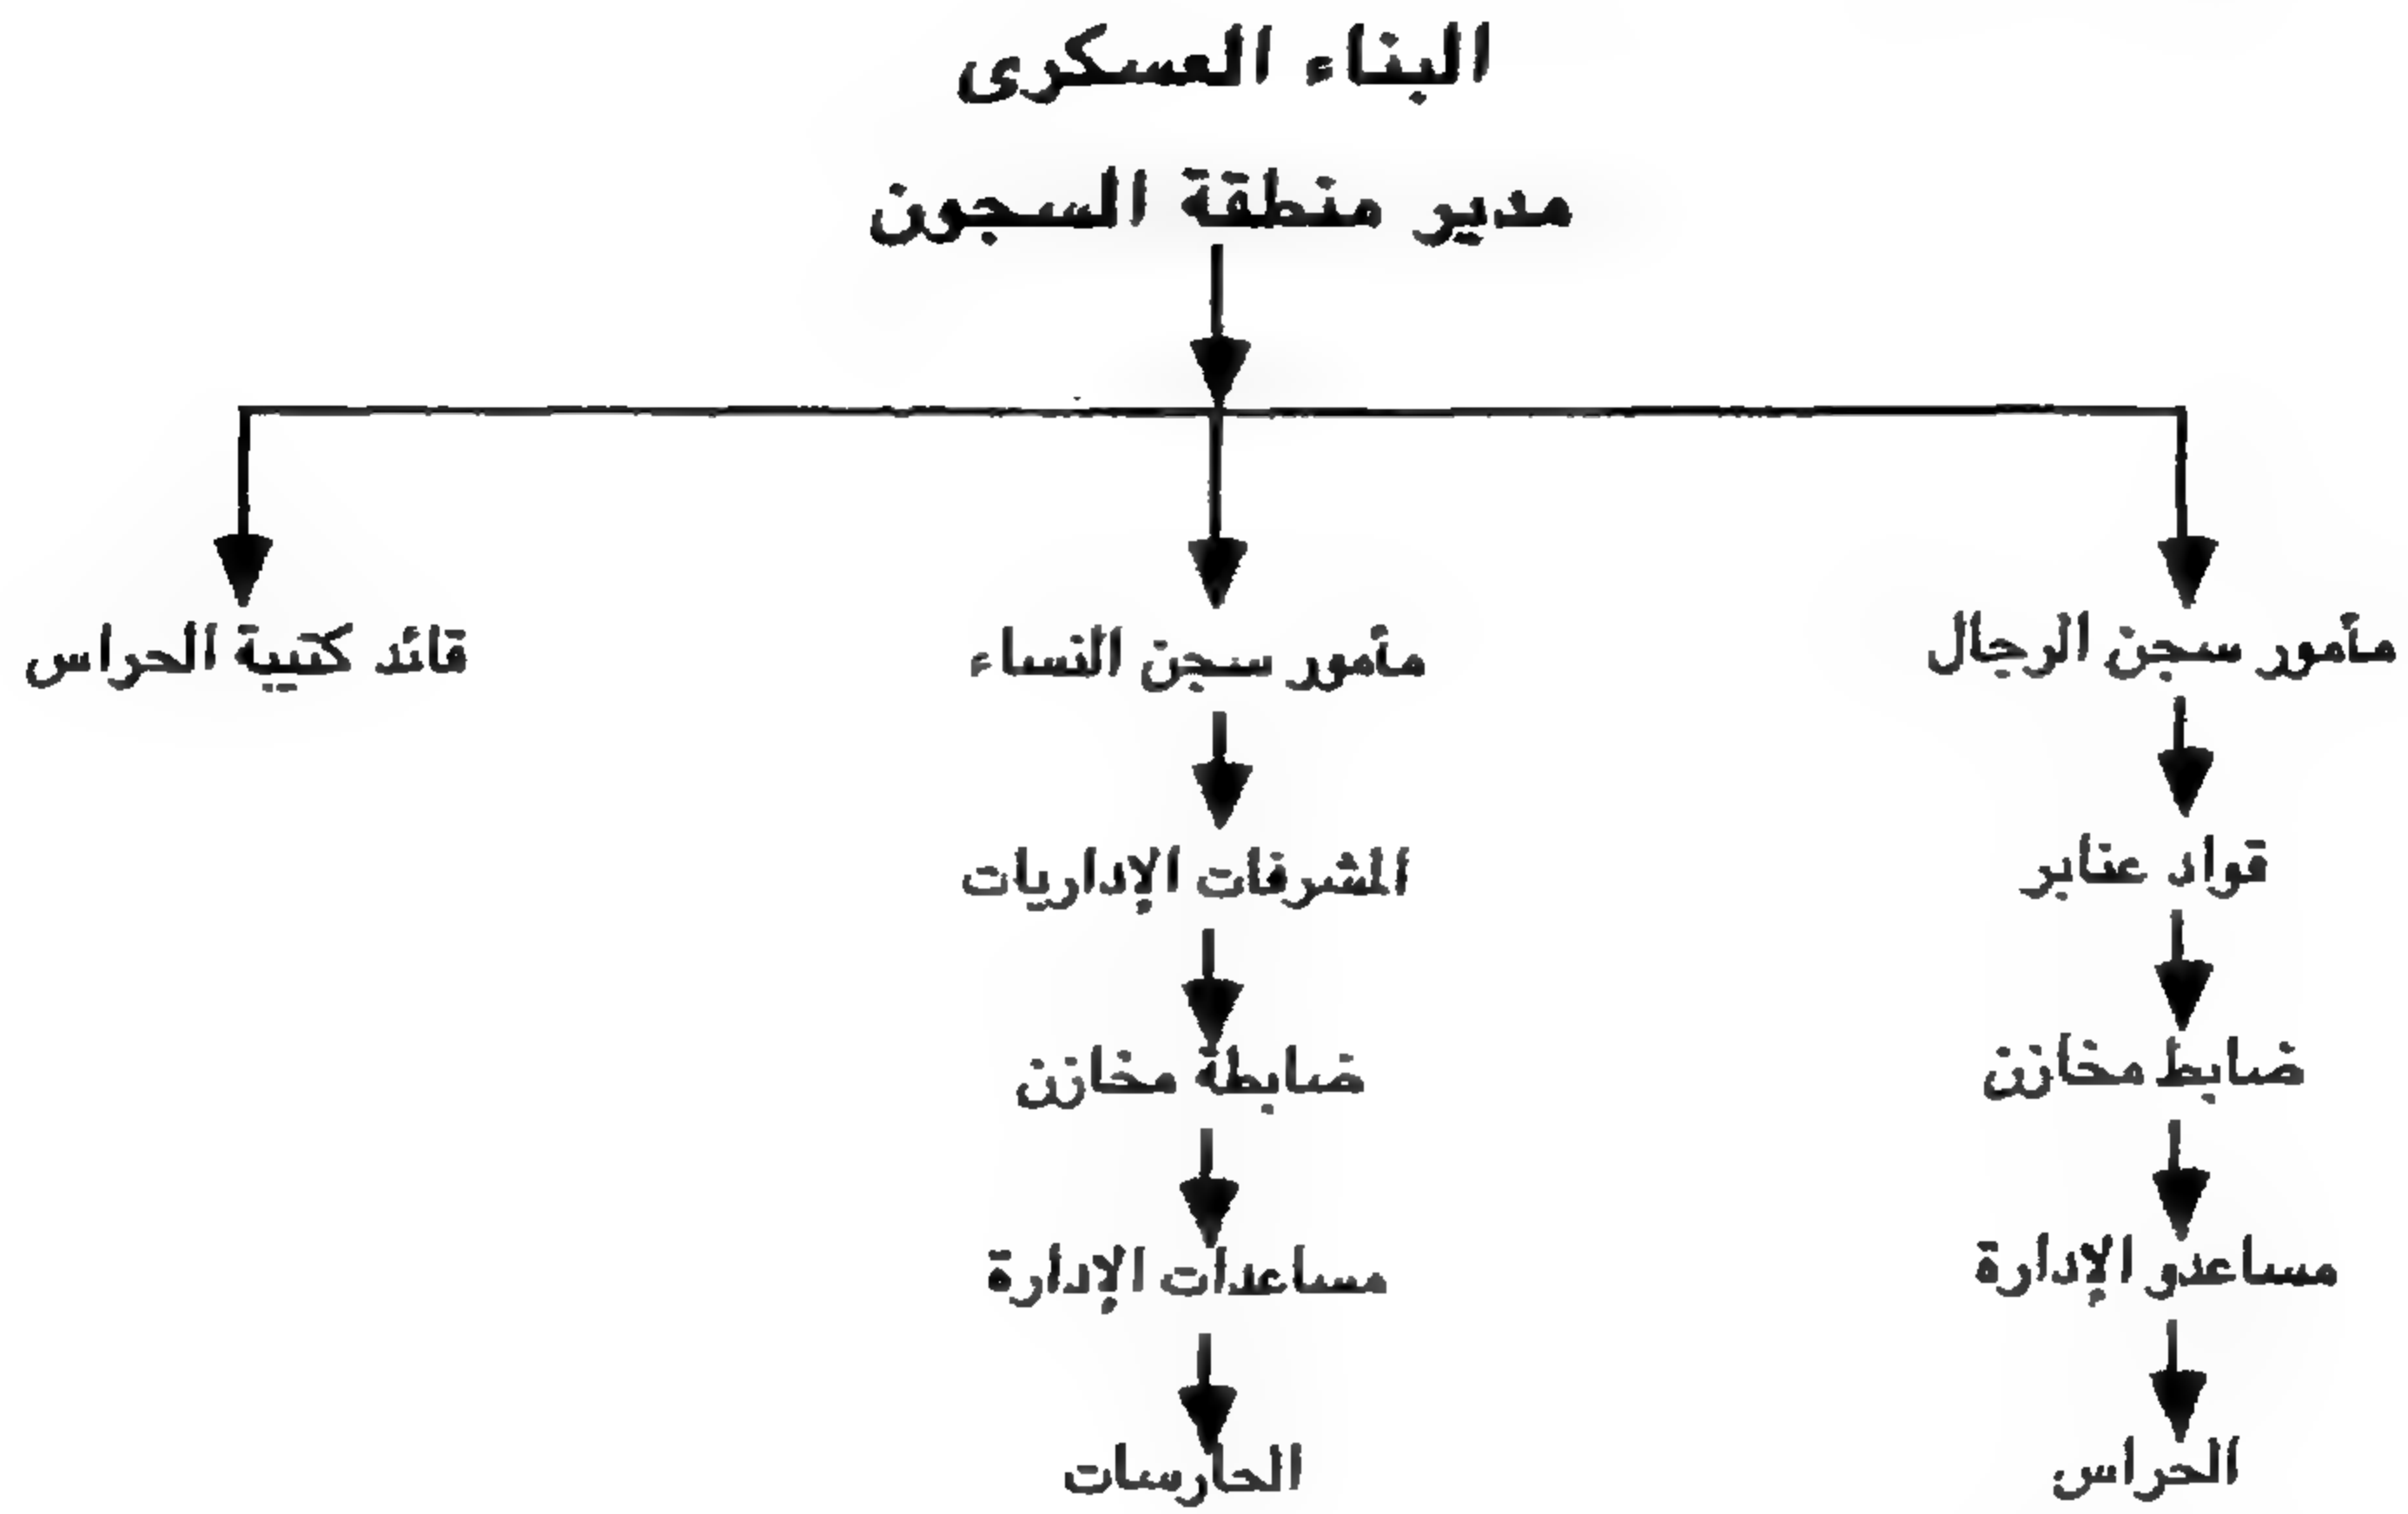 البناء العسكرى
مدير منطقة السجون
مأمور سجن الرجال
مأمور سجن النساء
قائد كتيبة الحراس
قواد عنابر
المشرفات الإداريات
ضابط مخازن
ضابطة مخازن
مساعدو الإدارة
مساعدات الإدارة
الحراس
الحارسات